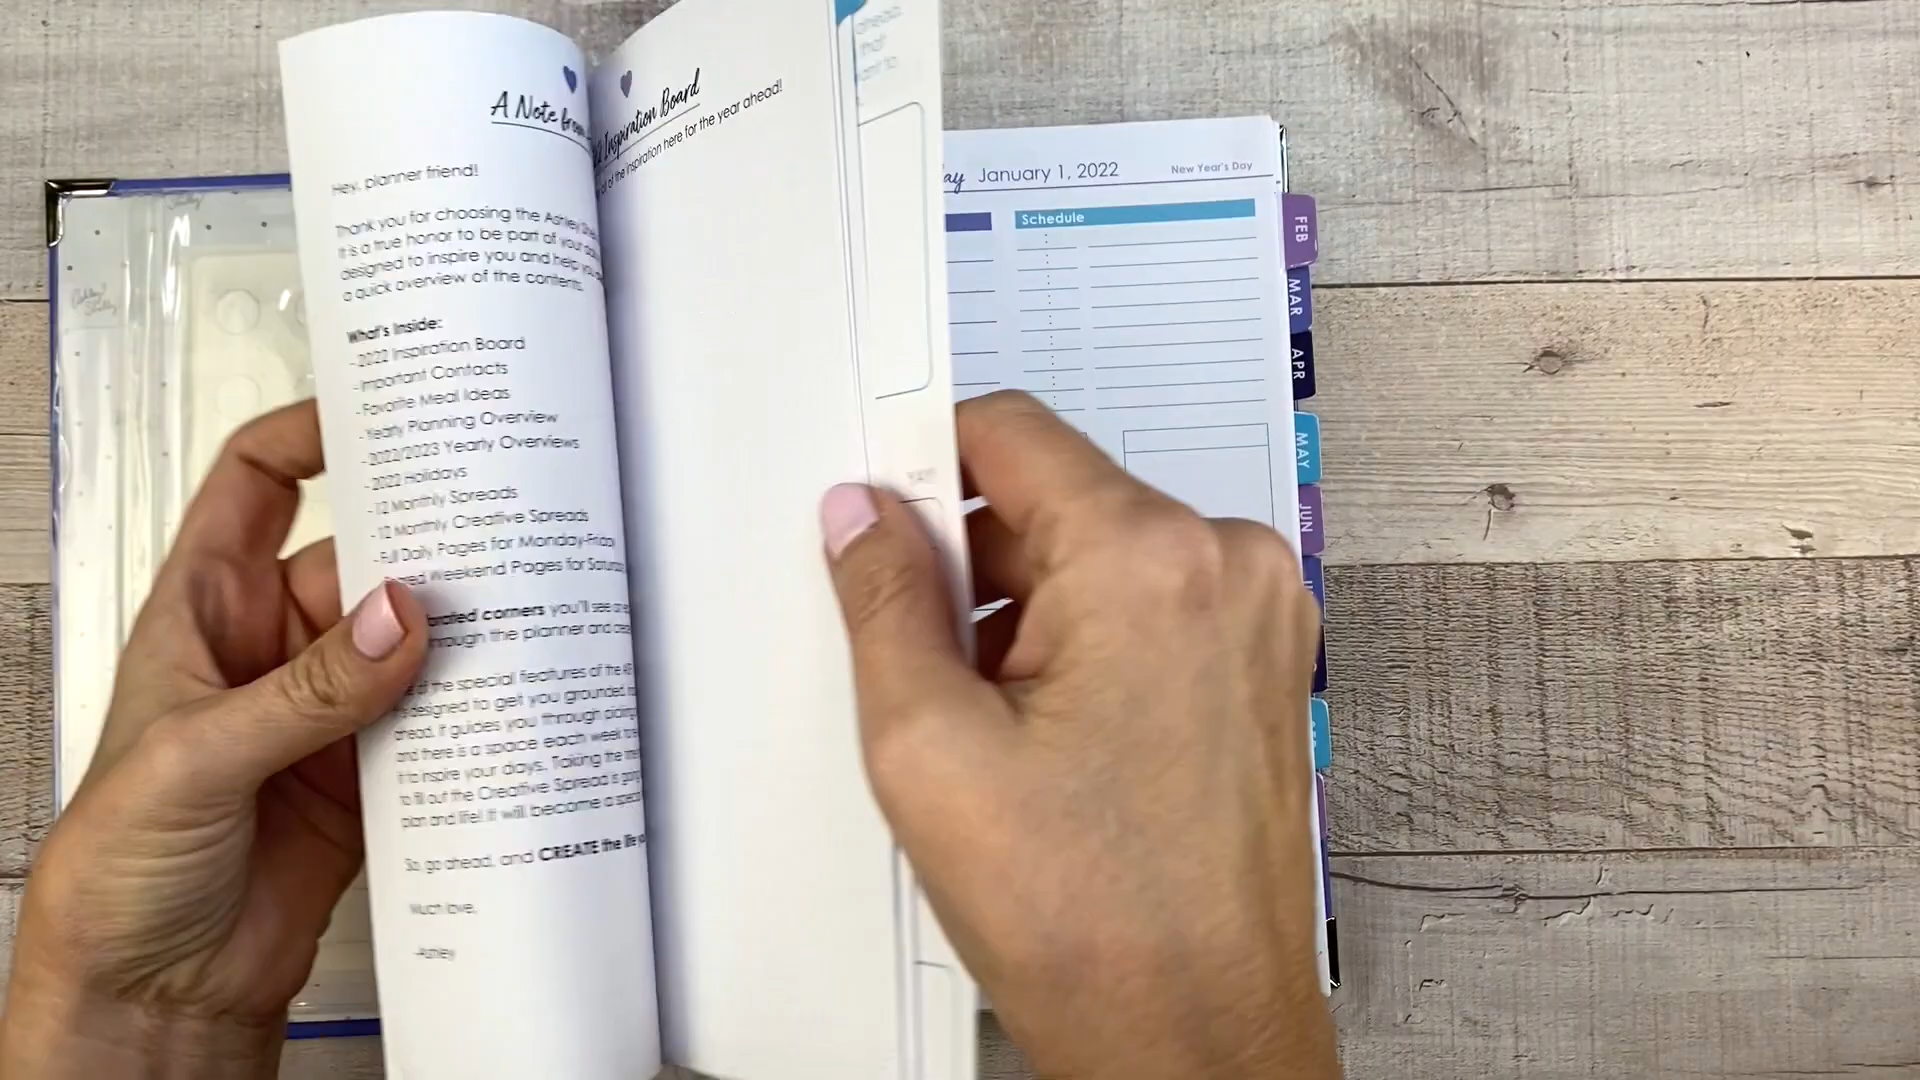 A Note from
Hey, planner friend!
Thank you for choosing the Ashley
It is a true honor to be part of your
designed to inspire you and help you
a quick overview of the contents.
What's Inside:
- 2022 Inspiration Board
- Important Contacts
- Favorite Meal Ideas
- Yearly Planning Overview
- 2022/2023 Yearly Overviews
- 2022 Holidays
- 12 Monthly Spreads
- 12 Monthly Creative Spreads
- Full Daily Pages for Monday-Friday
Weekend Pages for
corners you'll see
through the planner and
the special features of the
designed to get you grounded
ahead. It guides you through
and there is a space each week
it to inspire your days. Taking the
to fill out the Creative Spread is
plan and life! It will become a
So, go ahead, and CREATE the life
Much love,
-Ashley
Inspiration Board
all of the inspiration here for the year ahead!
ahead
that
ay January 1, 2022 New Year's Day
Schedule
FEB
MAR
APR
MAY
JUN